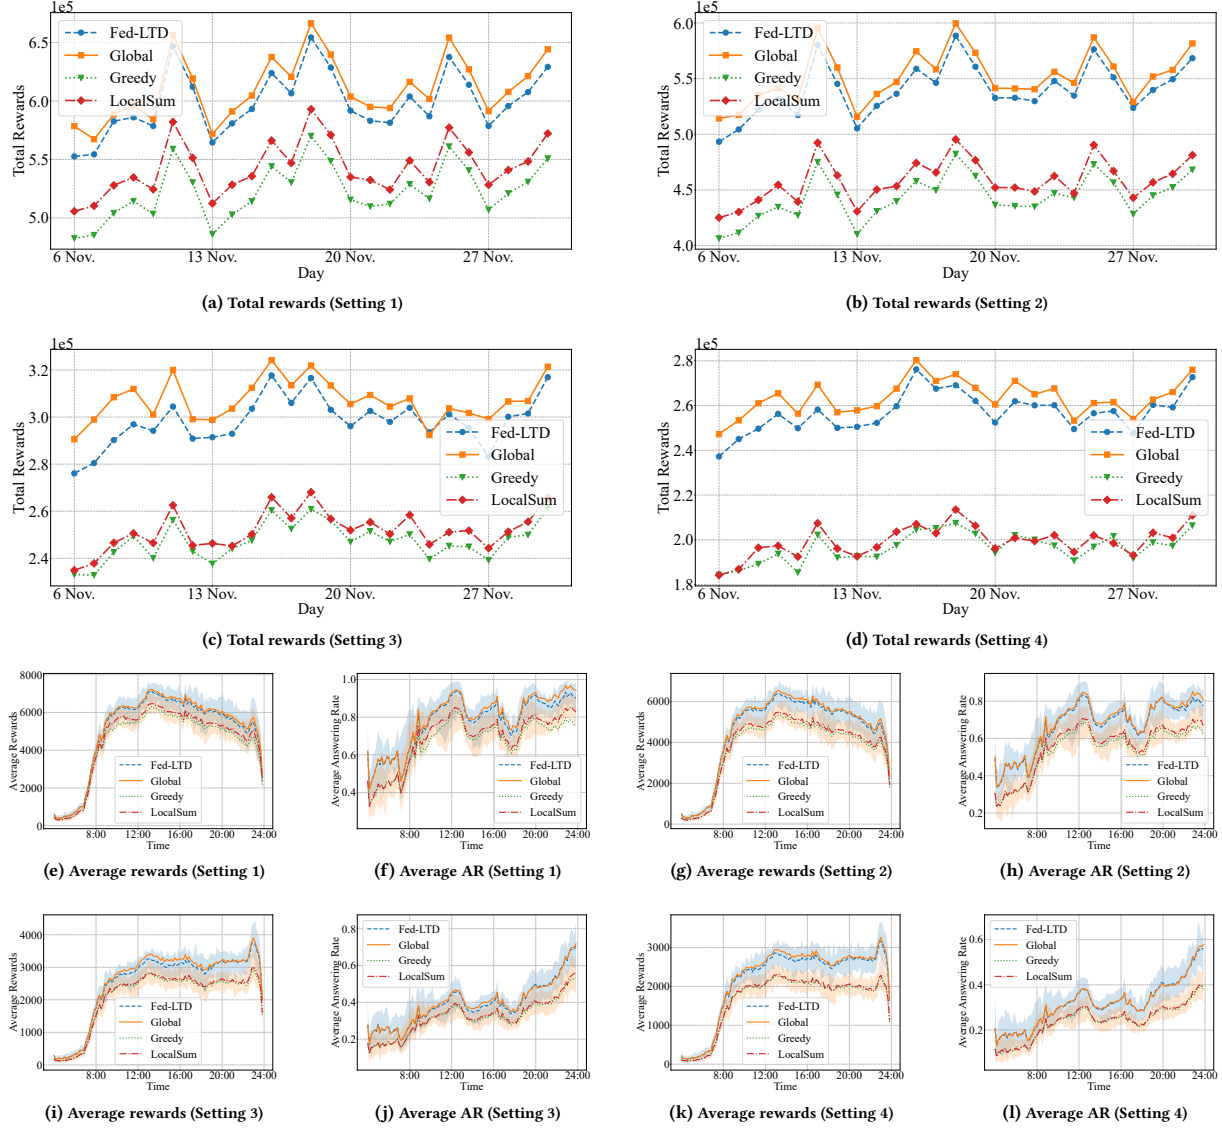 1e5
6.5
6.0
5.5
5.0
Total Rewards
Fed-LTD
Global
Greedy
LocalSum
6 Nov. 13 Nov. 20 Nov. 27 Nov.
Day
(a) Total rewards (Setting 1)
1e5
6.0
5.5
5.0
4.5
4.0
Total Rewards
Fed-LTD
Global
Greedy
LocalSum
6 Nov. 13 Nov. 20 Nov. 27 Nov.
Day
(b) Total rewards (Setting 2)
1e5
3.2
3.0
2.8
2.6
2.4
Total Rewards
Fed-LTD
Global
Greedy
LocalSum
6 Nov. 13 Nov. 20 Nov. 27 Nov.
Day
(c) Total rewards (Setting 3)
1e5
2.8
2.6
2.4
2.2
2.0
1.8
Total Rewards
Fed-LTD
Global
Greedy
LocalSum
6 Nov. 13 Nov. 20 Nov. 27 Nov.
Day
(d) Total rewards (Setting 4)
8000
6000
4000
2000
0
Average Rewards
Fed-LTD
Global
Greedy
LocalSum
8:00 12:00 16:00 20:00 24:00
Time
(e) Average rewards (Setting 1)
1.0
0.8
0.6
0.4
Average Answering Rate
Fed-LTD
Global
Greedy
LocalSum
8:00 12:00 16:00 20:00 24:00
Time
(f) Average AR (Setting 1)
6000
4000
2000
0
Average Rewards
Fed-LTD
Global
Greedy
LocalSum
8:00 12:00 16:00 20:00 24:00
Time
(g) Average rewards (Setting 2)
0.8
0.6
0.4
0.2
Average Answering Rate
Fed-LTD
Global
Greedy
LocalSum
8:00 12:00 16:00 20:00 24:00
Time
(h) Average AR (Setting 2)
4000
3000
2000
1000
0
Average Rewards
Fed-LTD
Global
Greedy
LocalSum
8:00 12:00 16:00 20:00 24:00
Time
(i) Average rewards (Setting 3)
0.8
0.6
0.4
0.2
Average Answering Rate
Fed-LTD
Global
Greedy
LocalSum
8:00 12:00 16:00 20:00 24:00
Time
(j) Average AR (Setting 3)
3000
2000
1000
0
Average Rewards
Fed-LTD
Global
Greedy
LocalSum
8:00 12:00 16:00 20:00 24:00
Time
(k) Average rewards (Setting 4)
0.6
0.4
0.2
Average Answering Rate
Fed-LTD
Global
Greedy
LocalSum
8:00 12:00 16:00 20:00 24:00
Time
(l) Average AR (Setting 4)